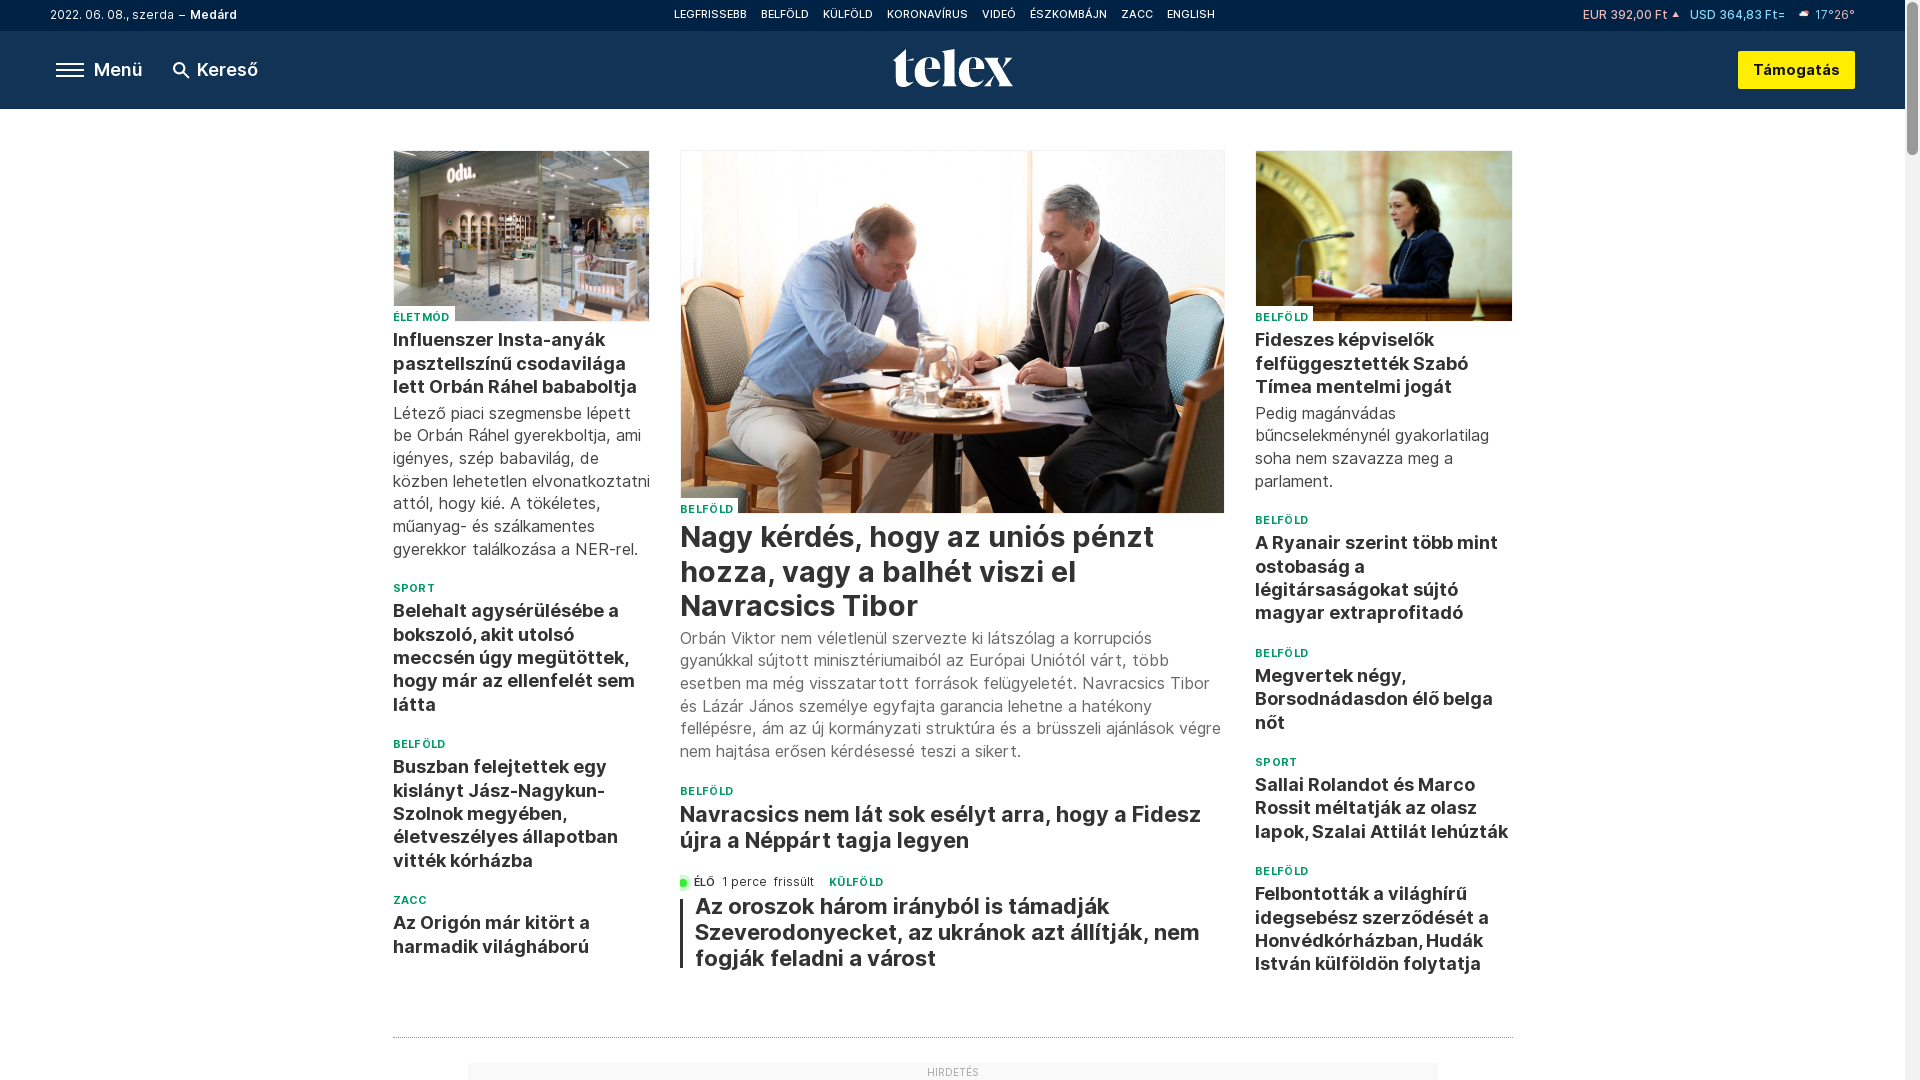 2022. 06. 08., szerda – Medárd
LEGFRISSEBB BELFÖLD KÜLFÖLD KORONAVÍRUS VIDEÓ ÉSZKOMBÁJN ZACC ENGLISH
EUR 392,00 Ft USD 364,83 Ft= 17°26°
Menü Kereső
telex
Támogatás
Odu.
ÉLETMÓD
Influenszer Insta-anyák
pasztellszínű csodavilága
lett Orbán Ráhel bababoltja
Létező piaci szegmensbe lépett
be Orbán Ráhel gyerekboltja, ami
igényes, szép babavilág, de
közben lehetetlen elvonatkoztatni
attól, hogy kié. A tökéletes,
műanyag- és szálkamentes
gyerekkor találkozása a NER-rel.
SPORT
Belehalt agysérülésébe a
bokszoló, akit utolsó
meccsén úgy megütöttek,
hogy már az ellenfelét sem
látta
BELFÖLD
Buszban felejtettek egy
kislányt Jász-Nagykun-
Szolnok megyében,
életveszélyes állapotban
vitték kórházba
ZACC
Az Origón már kitört a
harmadik világháború
BELFÖLD
Nagy kérdés, hogy az uniós pénzt
hozza, vagy a balhét viszi el
Navracsics Tibor
Orbán Viktor nem véletlenül szervezte ki látszólag a korrupciós
gyanúkkal sújtott minisztériumaiból az Európai Uniótól várt, több
esetben ma még visszatartott források felügyeletét. Navracsics Tibor
és Lázár János személye egyfajta garancia lehetne a hatékony
fellépésre, ám az új kormányzati struktúra és a brüsszeli ajánlások végre
nem hajtása erősen kérdésessé teszi a sikert.
BELFÖLD
Navracsics nem lát sok esélyt arra, hogy a Fidesz
újra a Néppárt tagja legyen
ÉLŐ 1 perce frissült KÜLFÖLD
Az oroszok három irányból is támadják
Szeverodonyecket, az ukránok azt állítják, nem
fogják feladni a várost
BELFÖLD
Fideszes képviselők
felfüggesztették Szabó
Tímea mentelmi jogát
Pedig magánvádas
bűncselekménynél gyakorlatilag
soha nem szavazza meg a
parlament.
BELFÖLD
A Ryanair szerint több mint
ostobaság a
légitársaságokat sújtó
magyar extraprofitadó
BELFÖLD
Megvertek négy,
Borsodnádasdon élő belga
nőt
SPORT
Sallai Rolandot és Marco
Rossit méltatják az olasz
lapok, Szalai Attilát lehúzták
BELFÖLD
Felbontották a világhírű
idegsebész szerződését a
Honvédkórházban, Hudák
István külföldön folytatja
HIRDETÉS